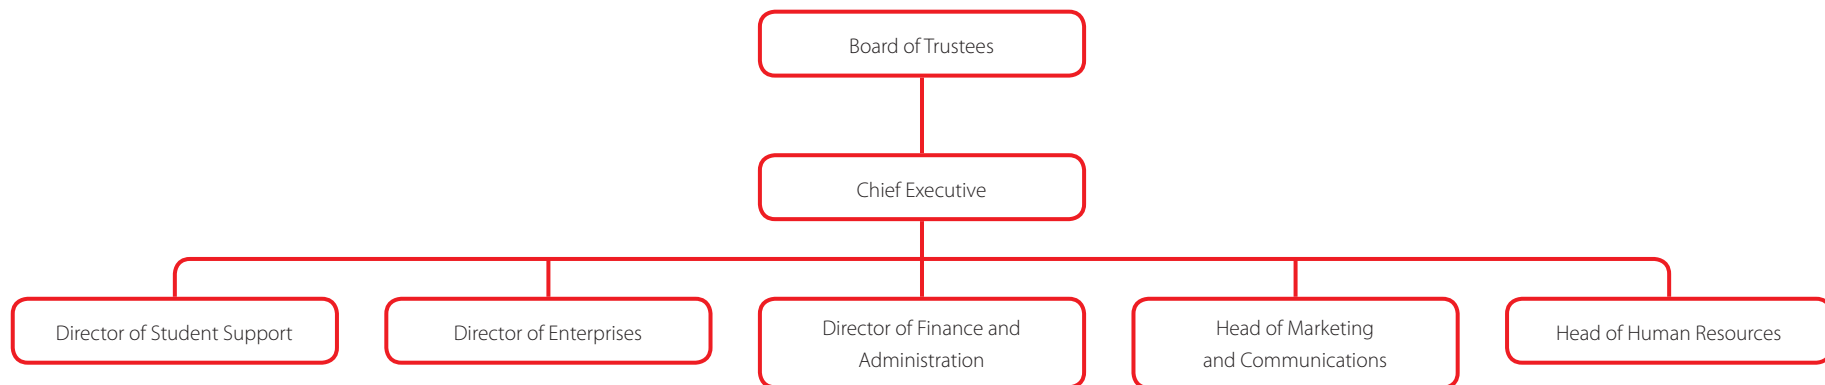 Board of Trustees
Chief Executive
Director of Student Support
Director of Enterprises
Director of Finance and
Administration
Head of Marketing
and Communications
Head of Human Resources